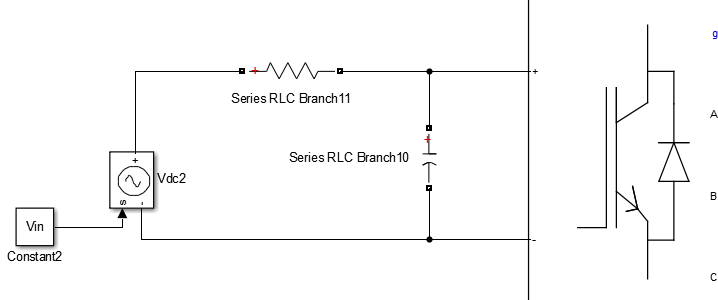 g
+
+
Series RLC Branch11
A
+
Series RLC Branch10
+
Vdc2
s
-
B
Vin
-
Constant2
C